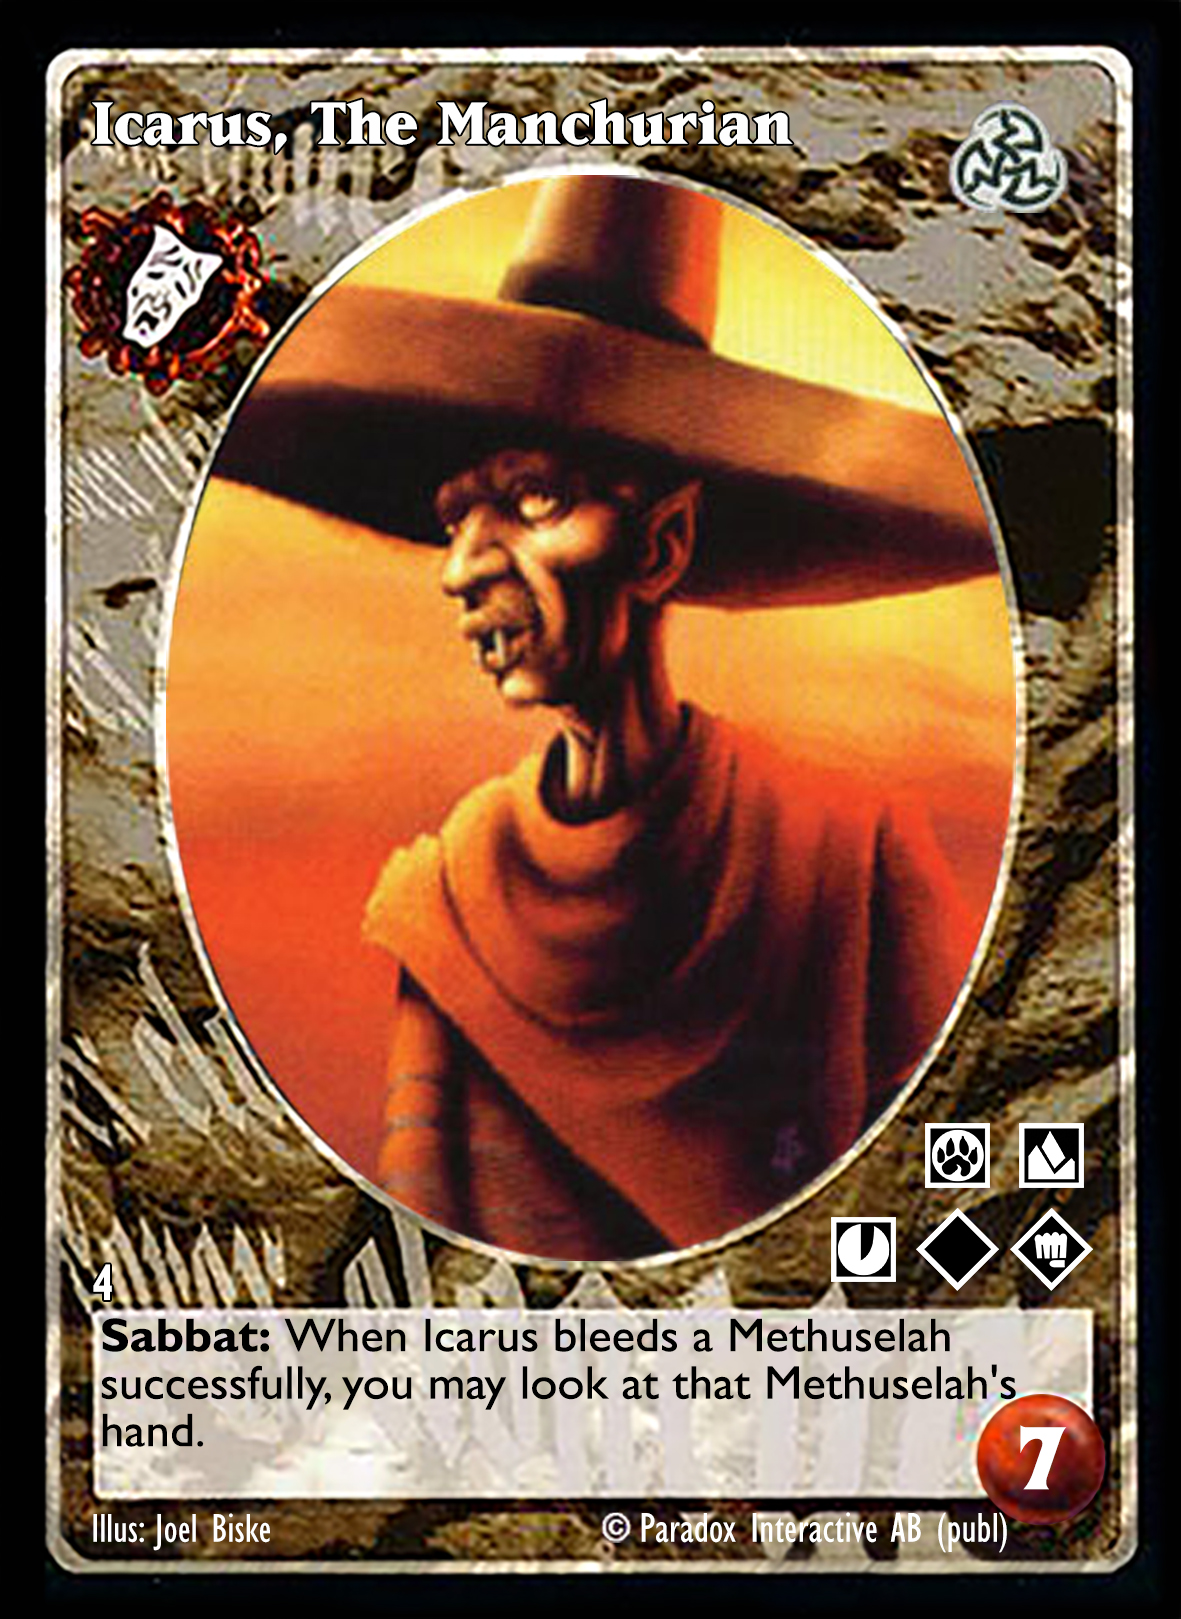 Icarus, The Manchurian
4
Sabbat: When Icarus bleeds a Methuselah
successfully, you may look at that Methuselah's
hand.
7
Illus: Joel Biske
© Paradox Interactive AB (publ)